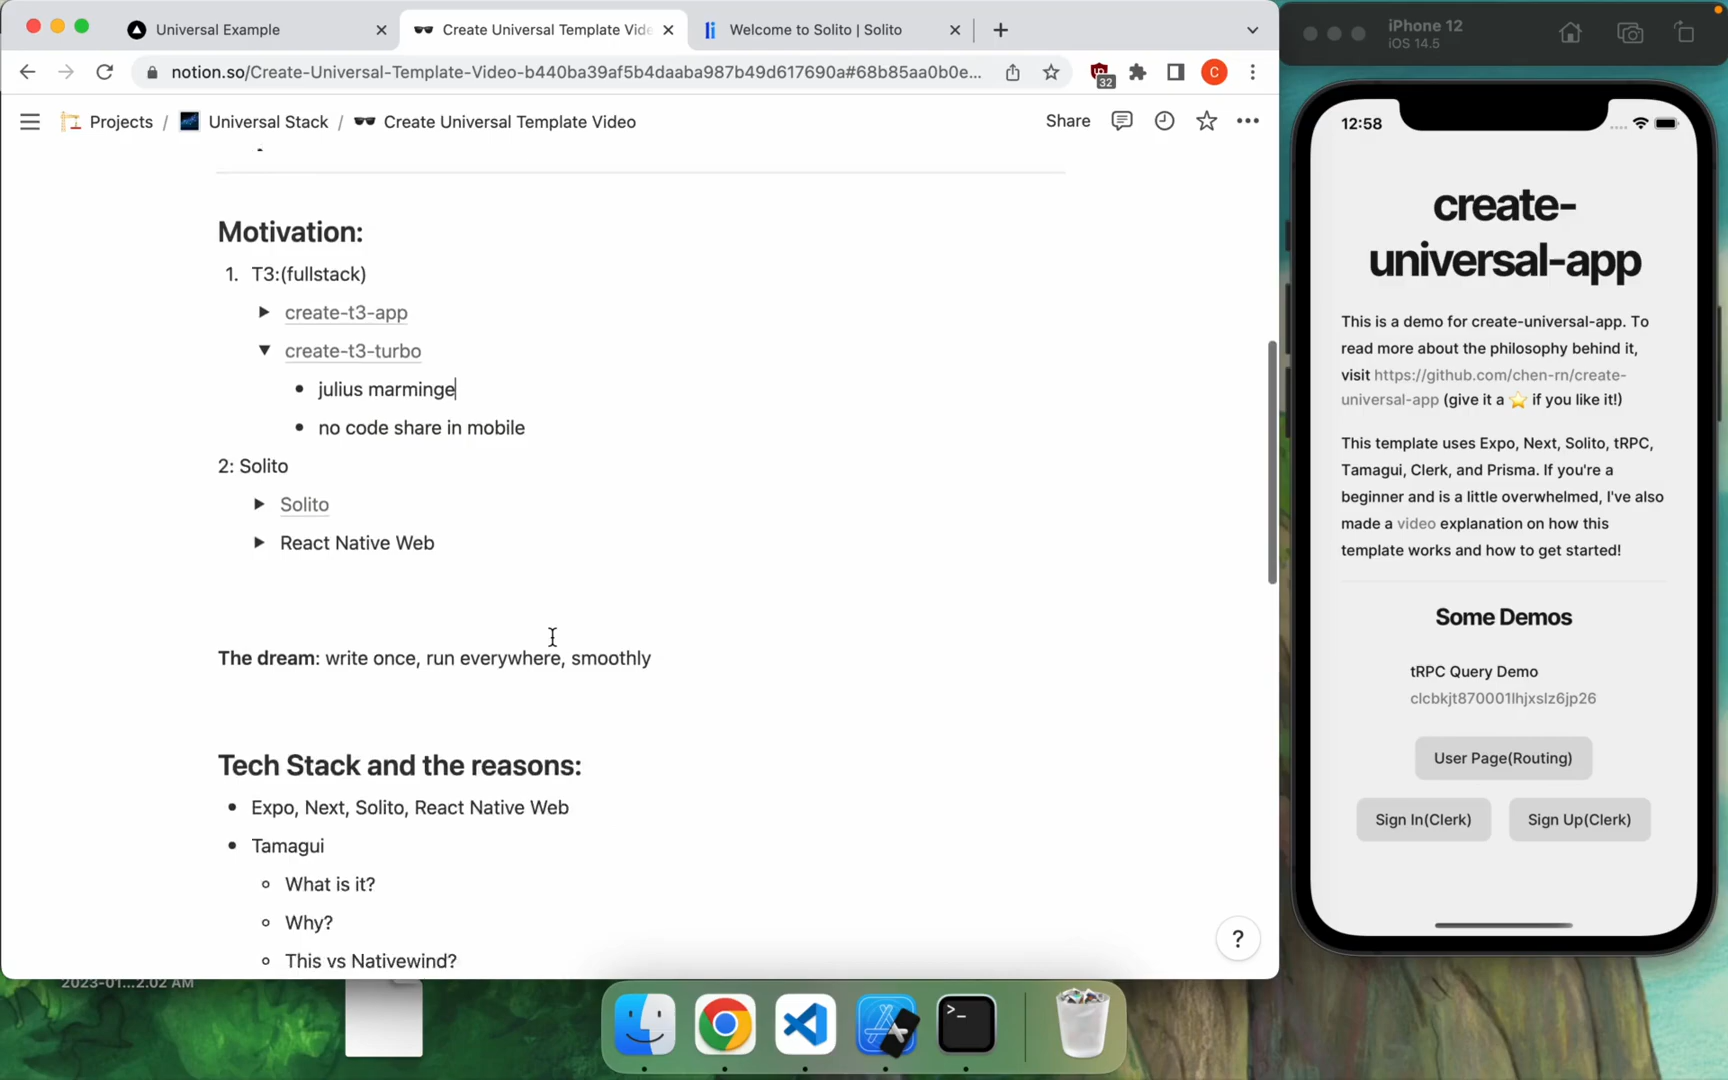 Universal Example
Create Universal Template Vide
Welcome to Solito | Solito
notion.so/Create-Universal-Template-Video-b440ba39af5b4daaba987b49d617690a#68b85aa0b0e...
32
C
Projects / Universal Stack / Create Universal Template Video
Share
Motivation:
1. T3:(fullstack)
create-t3-app
create-t3-turbo
julius marminge
no code share in mobile
2: Solito
Solito
React Native Web
The dream: write once, run everywhere, smoothly
Tech Stack and the reasons:
Expo, Next, Solito, React Native Web
Tamagui
What is it?
Why?
This vs Nativewind?
?
2023-01...2.02 AM
iPhone 12
iOS 14.5
12:58
create-
universal-app
This is a demo for create-universal-app. To
read more about the philosophy behind it,
visit https://github.com/chen-rn/create-
universal-app (give it a ⭐ if you like it!)
This template uses Expo, Next, Solito, tRPC,
Tamagui, Clerk, and Prisma. If you're a
beginner and is a little overwhelmed, I've also
made a video explanation on how this
template works and how to get started!
Some Demos
tRPC Query Demo
clcbkjt870001lhjxslz6jp26
User Page(Routing)
Sign In(Clerk)
Sign Up(Clerk)